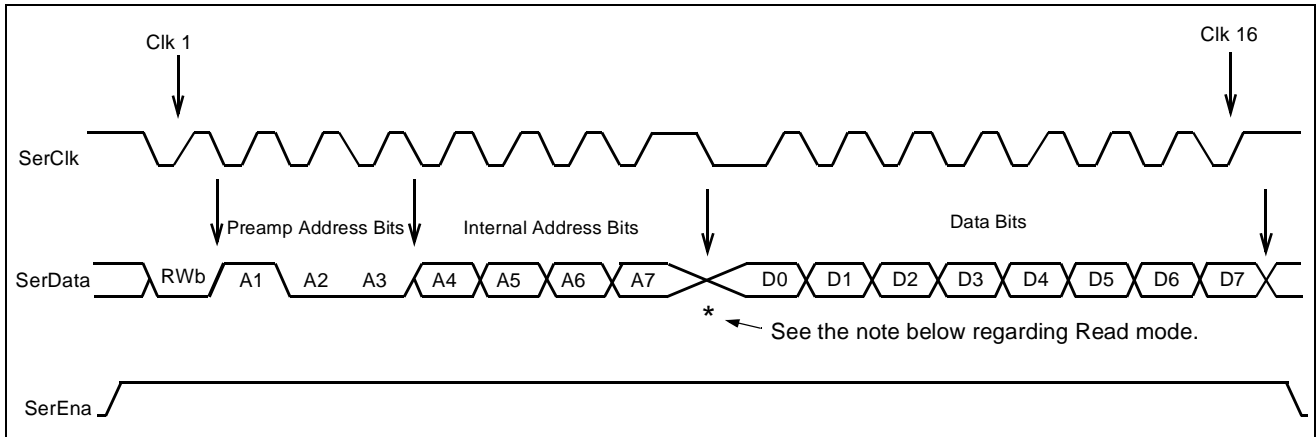 Clk 1
Clk 16
SerClk
Preamp Address Bits
Internal Address Bits
Data Bits
SerData
RWb A1 A2 A3 A4 A5 A6 A7 D0 D1 D2 D3 D4 D5 D6 D7
* See the note below regarding Read mode.
SerEna